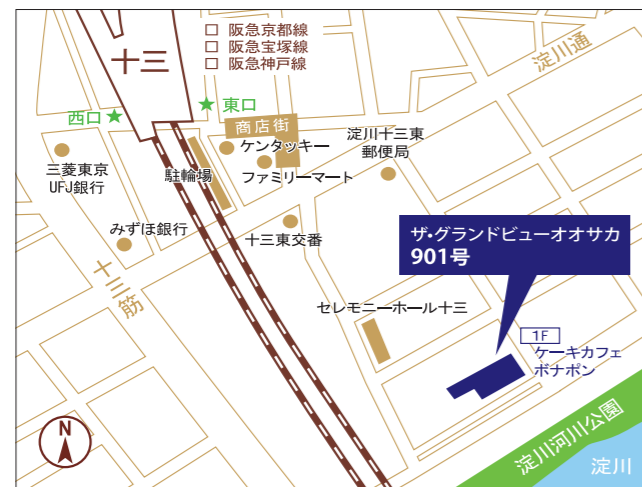 十三
□ 阪急京都線
□ 阪急宝塚線
□ 阪急神戸線
淀川通
西口★
★東口
商店街
ケンタッキー
ファミリーマート
淀川十三東
郵便局
三菱東京
UFJ銀行
駐輪場
みずほ銀行
十三東交番
ザ・グランドビューオオサカ
901号
十三筋
セレモニーホール十三
1F
ケーキカフェ
ボナポン
N
淀川河川公園
淀川